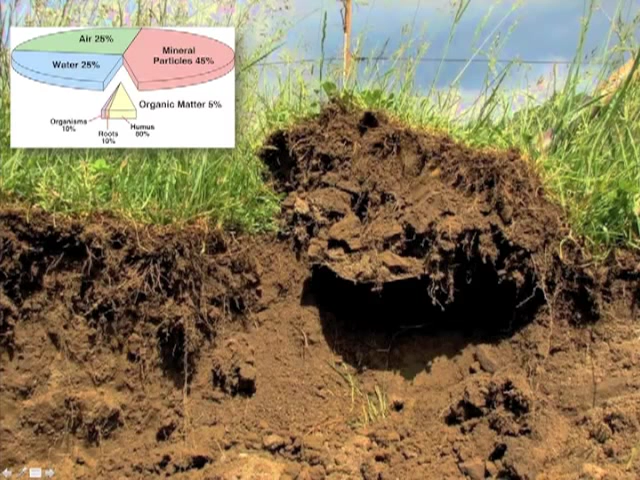 Air 25%
Water 25%
Mineral
Particles 45%
Organic Matter 5%
Organisms
10%
Roots
10%
Humus
80%